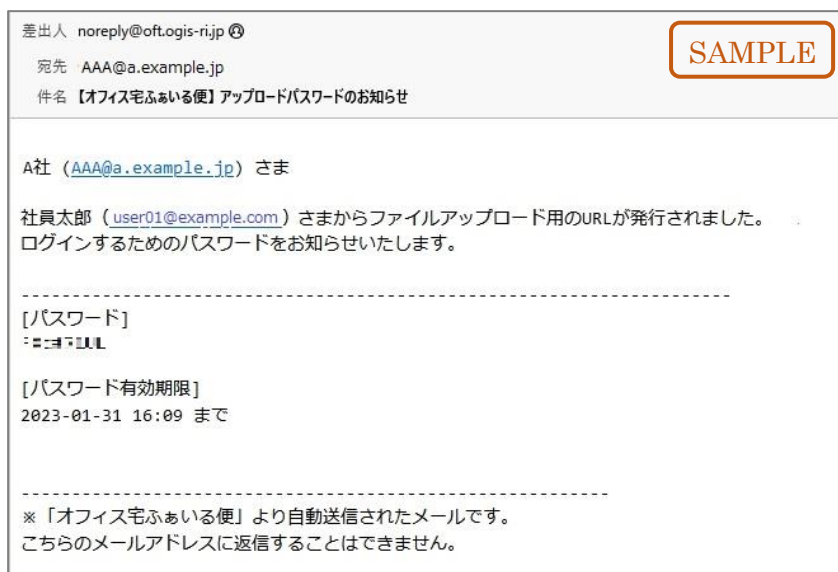 差出人 noreply@oft.ogis-ri.jp
SAMPLE
宛先 AAA@a.example.jp
件名 【オフィス宅ふぁいる便】アップロードパスワードのお知らせ
A社 (AAA@a.example.jp) さま
社員太郎（user01@example.com）さまからファイルアップロード用のURLが発行されました。
ログインするためのパスワードをお知らせいたします。
----------------------------------------------------------------------
[パスワード]
[パスワード有効期限]
2023-01-31 16:09 まで
----------------------------------------------------------
※「オフィス宅ふぁいる便」より自動送信されたメールです。
こちらのメールアドレスに返信することはできません。